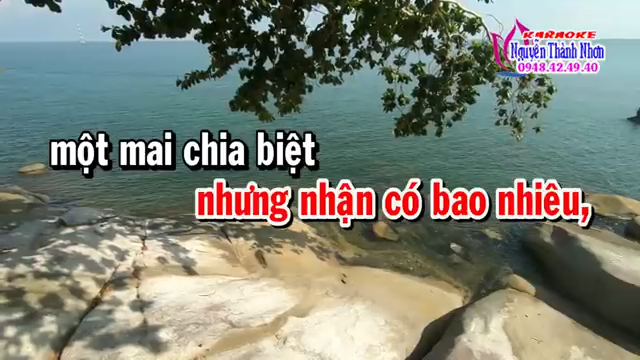 KARAOKE
Nguyễn Thành Nhơn
0948.42.49.40
một mai chia biệt
nhưng nhận có bao nhiêu,